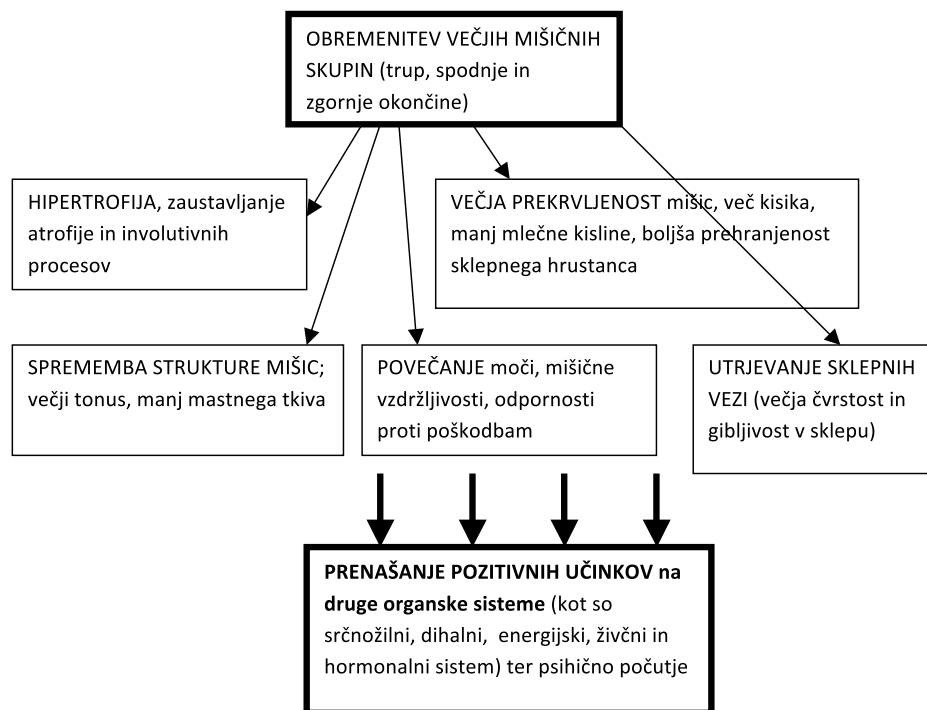 OBREMENITEV VEČJIH MIŠIČNIH
SKUPIN (trup, spodnje in
zgornje okončine)
HIPERTROFIJA, zaustavljanje
atrofije in involutivnih
procesov
VEČJA PREKRVLJENOST mišic, več kisika,
manj mlečne kisline, boljša prehranjenost
sklepnega hrustanca
SPREMEMBA STRUKTURE MIŠIC;
večji tonus, manj mastnega tkiva
POVEČANJE moči, mišične
vzdržljivosti, odpornosti
proti poškodbam
UTRJEVANJE SKLEPNIH
VEZI (večja čvrstost in
gibljivost v sklepu)
PRENAŠANJE POZITIVNIH UČINKOV na
druge organske sisteme (kot so
srčnožilni, dihalni, energijski, živčni in
hormonalni sistem) ter psihično počutje